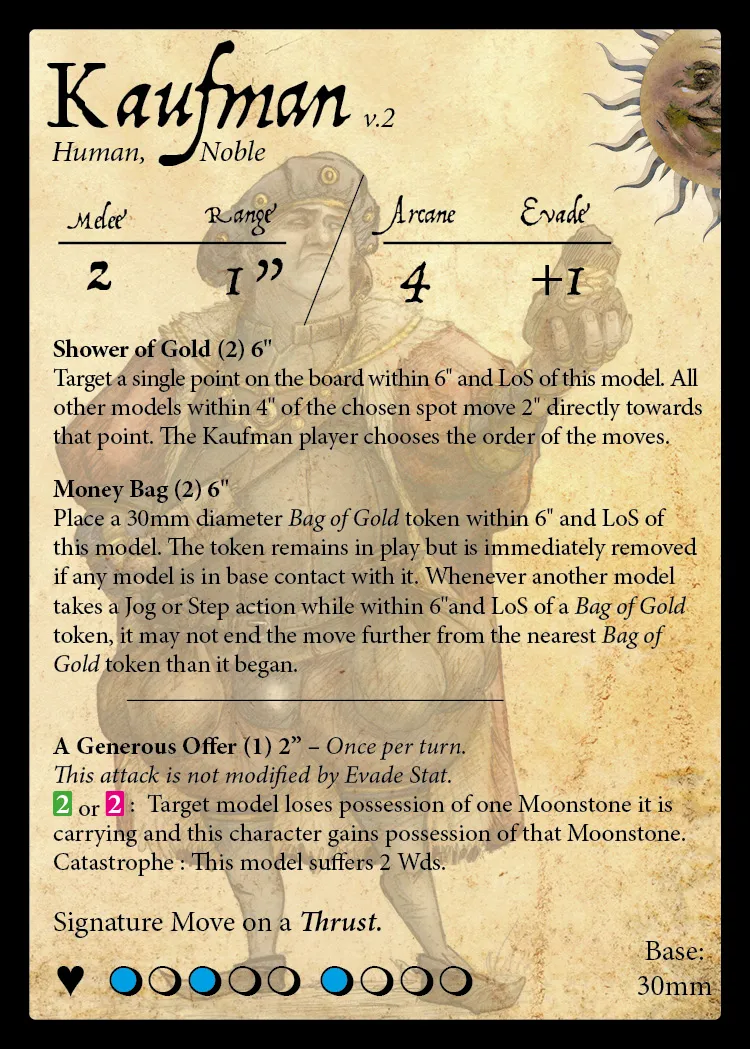 Kaufman v.2
Human, Noble
Melee Range Arcane Evade
2 1” 4 +1
Shower of Gold (2) 6"
Target a single point on the board within 6" and LoS of this model. All
other models within 4" of the chosen spot move 2" directly towards
that point. The Kaufman player chooses the order of the moves.
Money Bag (2) 6"
Place a 30mm diameter Bag of Gold token within 6" and LoS of
this model. The token remains in play but is immediately removed
if any model is in base contact with it. Whenever another model
takes a Jog or Step action while within 6"and LoS of a Bag of Gold
token, it may not end the move further from the nearest Bag of
Gold token than it began.
A Generous Offer (1) 2” – Once per turn.
This attack is not modified by Evade Stat.
2 or 2 : Target model loses possession of one Moonstone it is
carrying and this character gains possession of that Moonstone.
Catastrophe : This model suffers 2 Wds.
Signature Move on a Thrust.
Base:
30mm